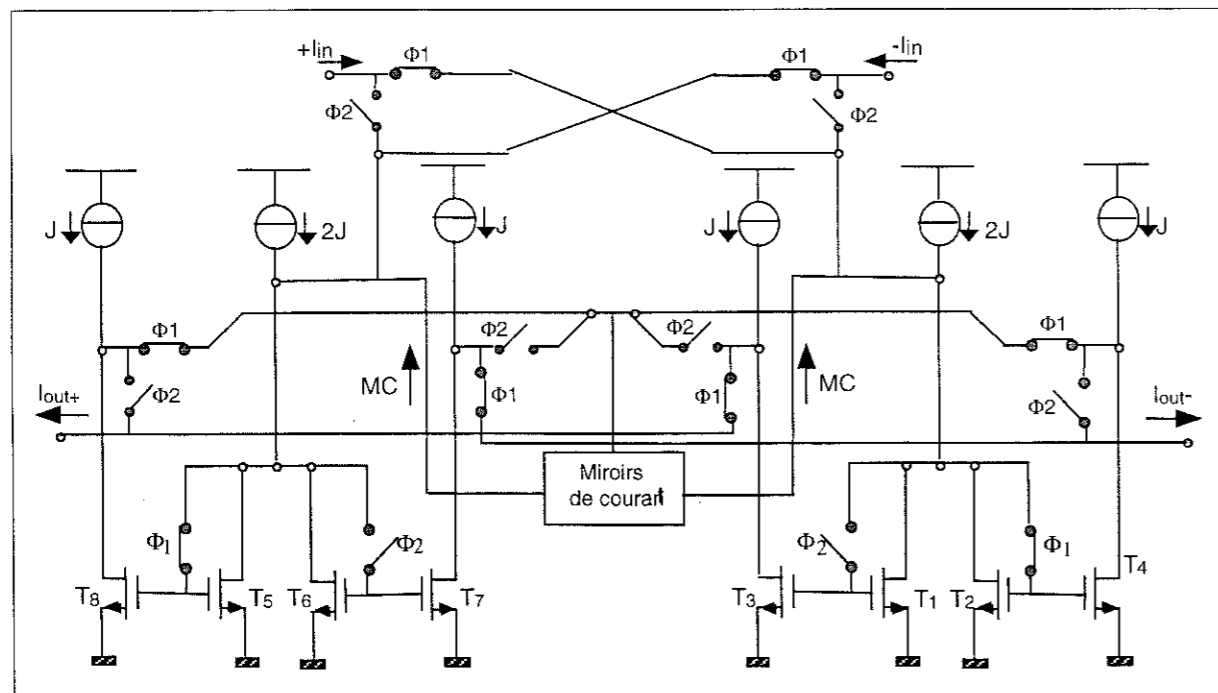 +Iin
Φ1
Φ1
-Iin
Φ2
Φ2
J
2J
J
J
2J
J
Φ1
Φ2
Φ2
Φ1
Iout+
Φ2
MC
Φ1
Φ1
MC
Φ2
Iout-
Miroirs
de courant
Φ1
Φ2
Φ2
Φ1
T8
T5
T6
T7
T3
T1
T2
T4